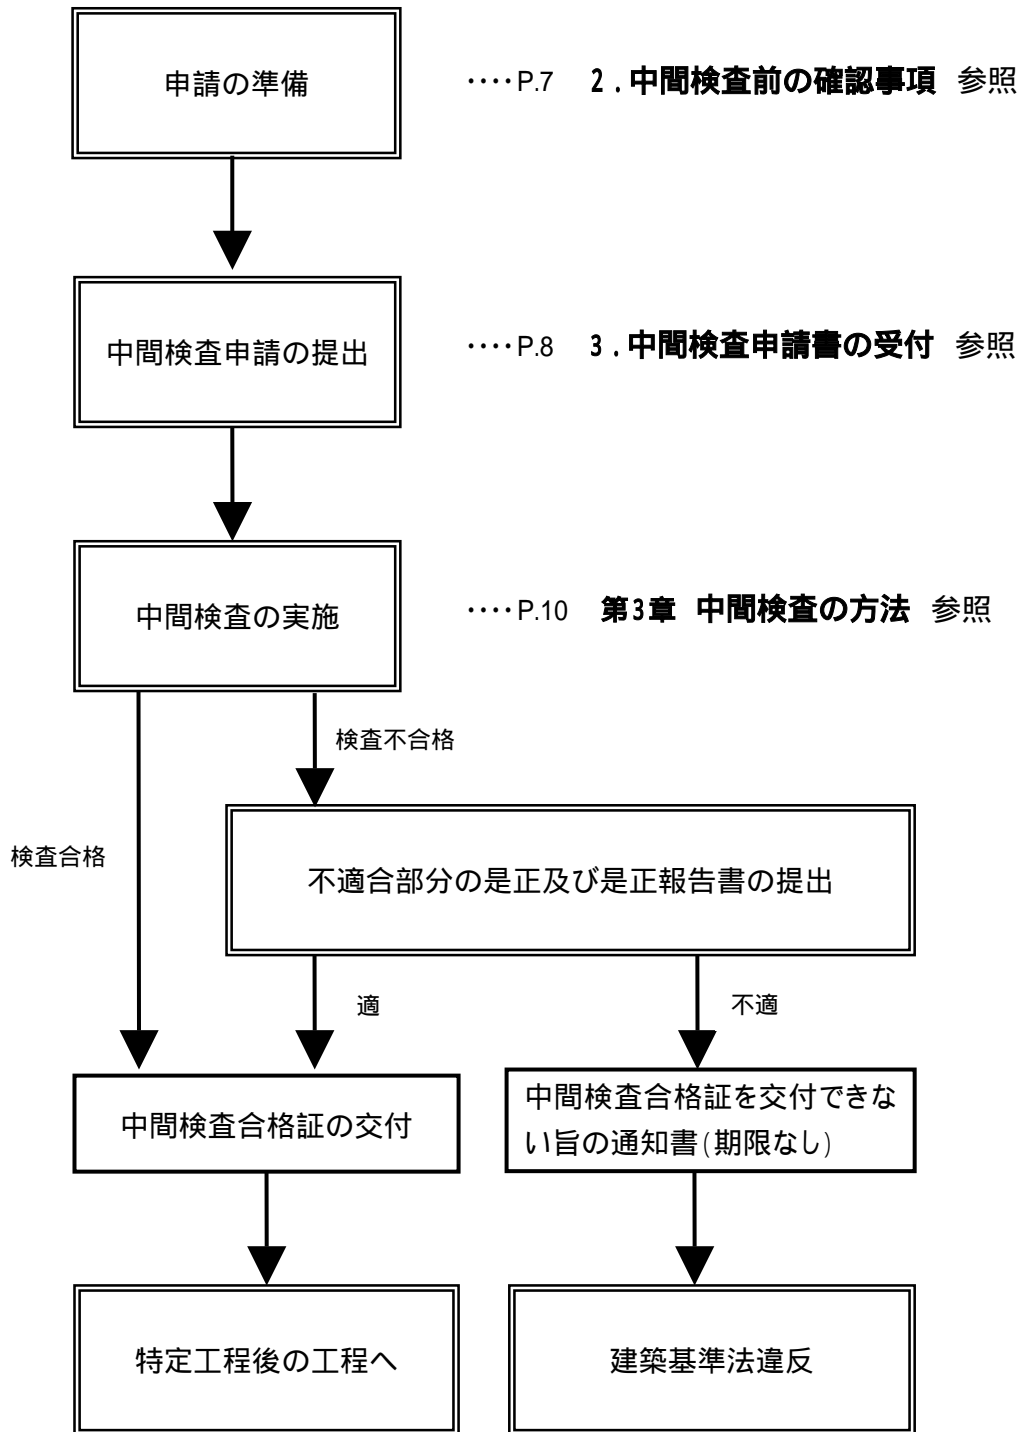 申請の準備 ････P.7 2．中間検査前の確認事項 参照
中間検査申請の提出 ････P.8 3．中間検査申請書の受付 参照
中間検査の実施 ････P.10 第3章 中間検査の方法 参照
検査不合格
検査合格
不適合部分の是正及び是正報告書の提出
適
不適
中間検査合格証の交付
中間検査合格証を交付できな
い旨の通知書(期限なし)
特定工程後の工程へ
建築基準法違反